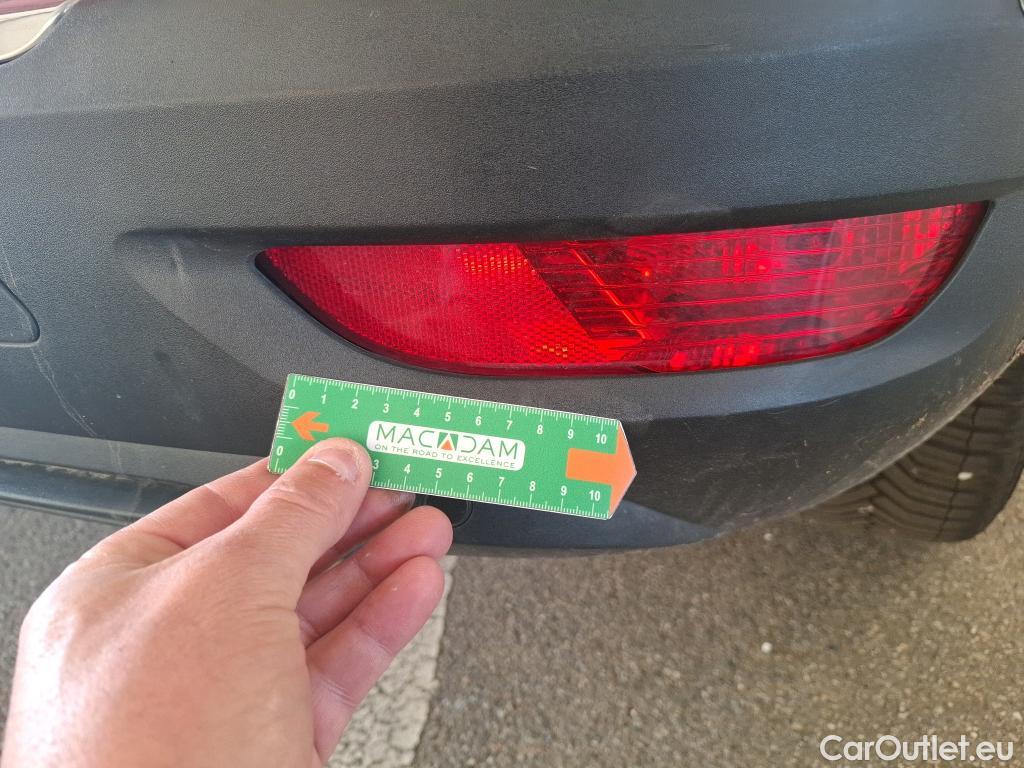 0 1 2 3 4 5 6 7 8 9 10
MACADAM
ON THE ROAD TO EXCELLENCE
0 3 4 5 6 7 8 9 10
CarOutlet.eu